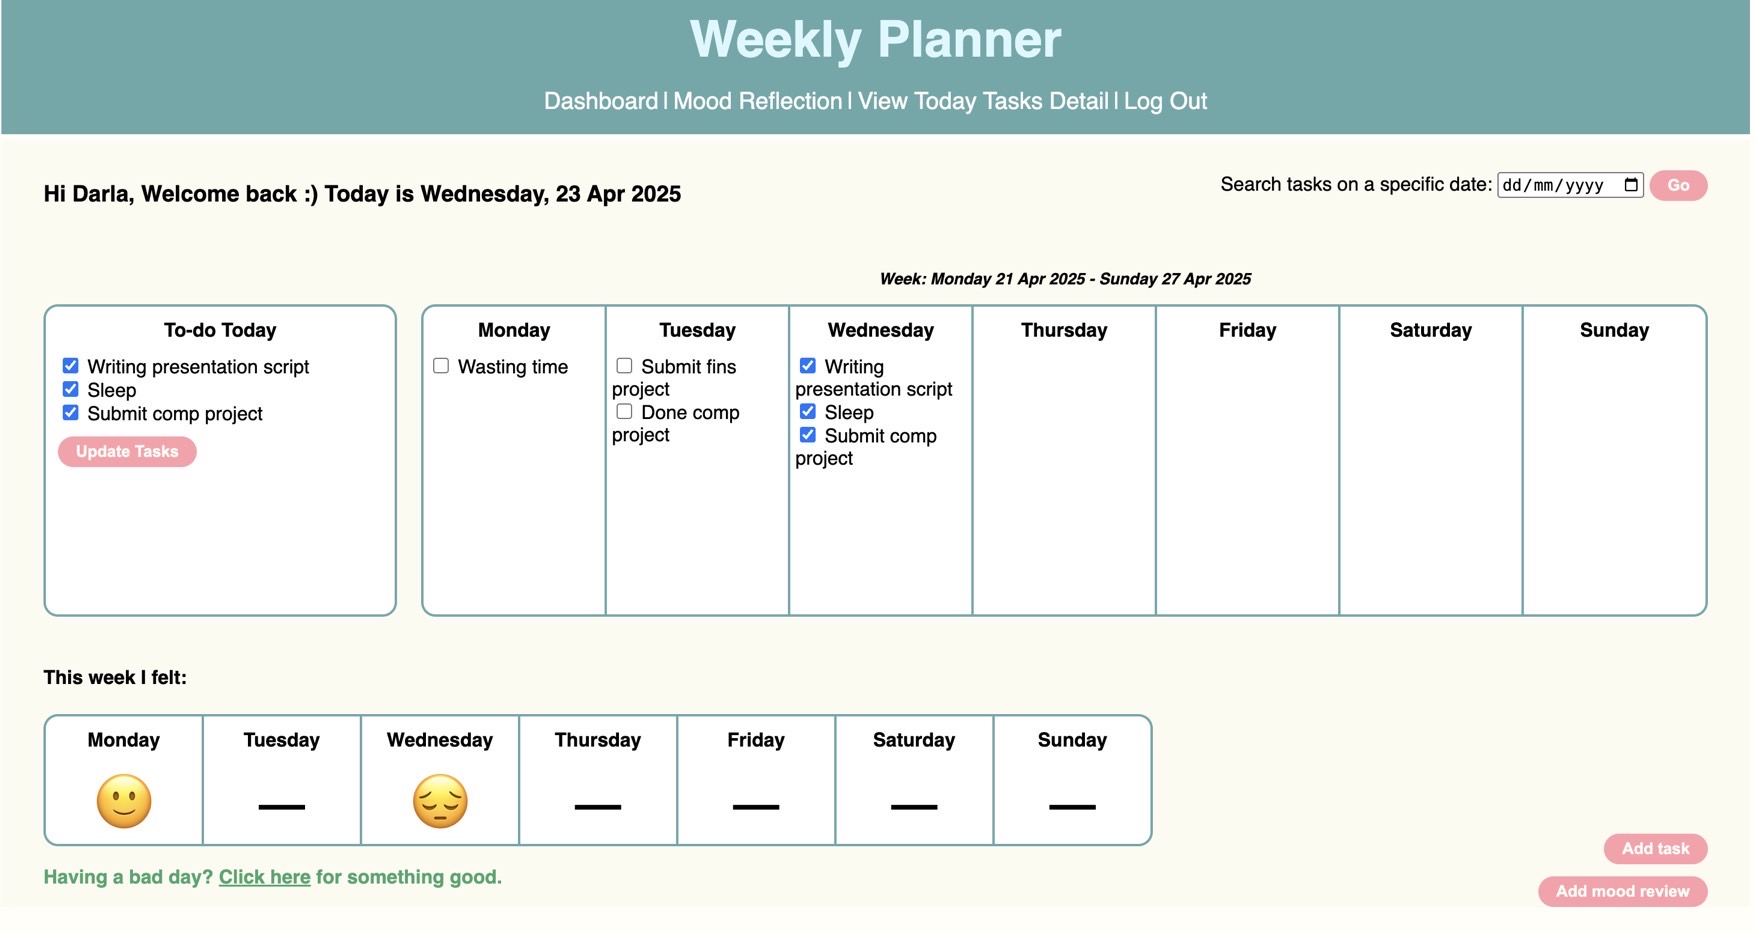 Weekly Planner
Dashboard | Mood Reflection | View Today Tasks Detail | Log Out
Hi Darla, Welcome back :) Today is Wednesday, 23 Apr 2025
Search tasks on a specific date: dd/mm/yyyy Go
Week: Monday 21 Apr 2025 - Sunday 27 Apr 2025
To-do Today
Writing presentation script
Sleep
Submit comp project
Update Tasks
Monday
Wasting time
Tuesday
Submit fins
project
Done comp
project
Wednesday
Writing
presentation script
Sleep
Submit comp
project
Thursday
Friday
Saturday
Sunday
This week I felt:
Monday
Tuesday
Wednesday
Thursday
Friday
Saturday
Sunday
Having a bad day? Click here for something good.
Add task
Add mood review